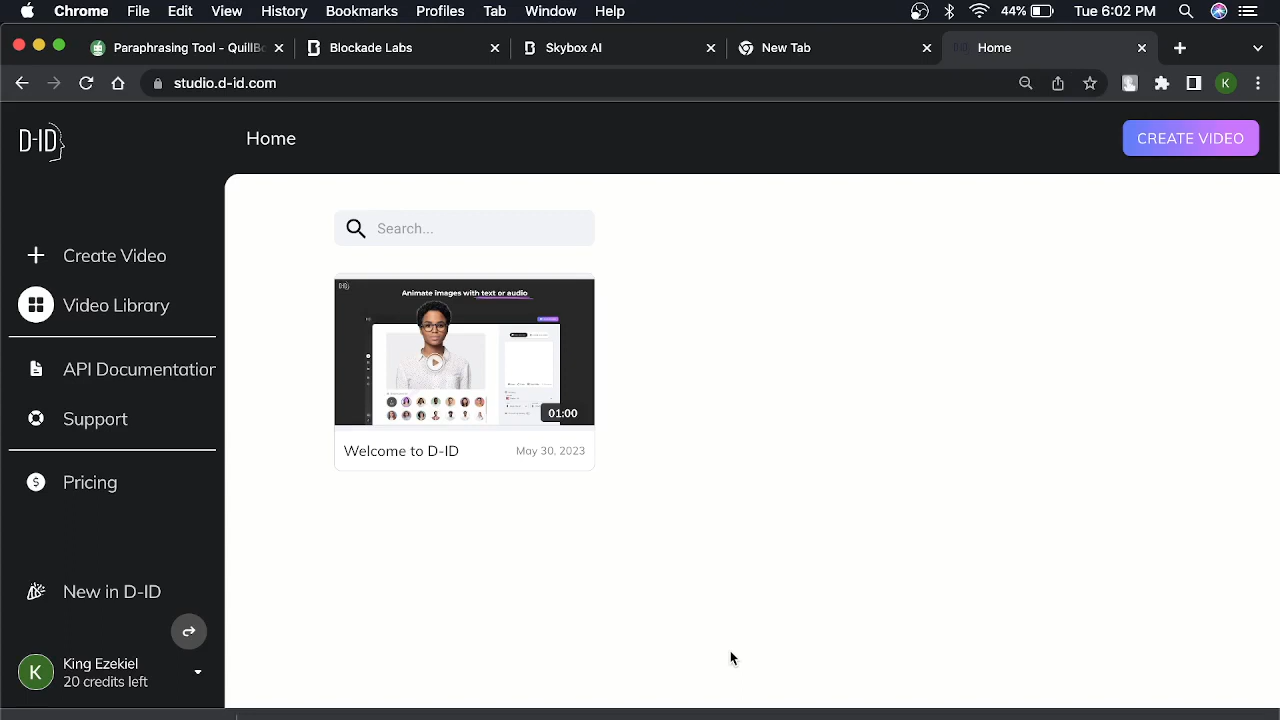 Chrome File Edit View History Bookmarks Profiles Tab Window Help 44% Tue 6:02 PM
Paraphrasing Tool - QuillBo Blockade Labs Skybox AI New Tab Home
studio.d-id.com K
D-ID Home CREATE VIDEO
Search...
Create Video
Video Library
API Documentation
Support
Pricing
New in D-ID
K King Ezekiel
20 credits left
Animate images with text or audio
01:00
Welcome to D-ID May 30, 2023